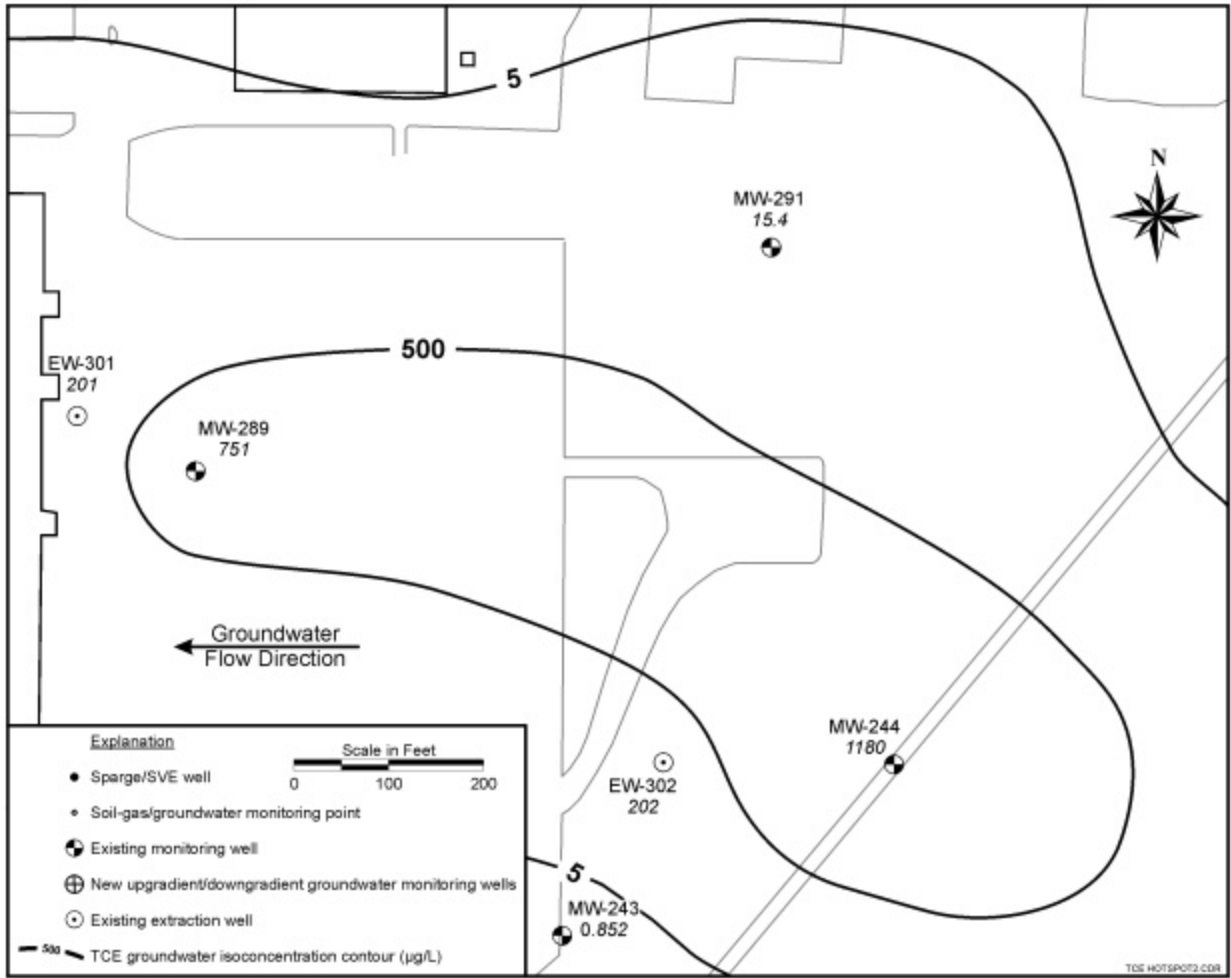 5
N
MW-291
15.4
500
EW-301
201
MW-289
751
Groundwater
Flow Direction
MW-244
1180
EW-302
202
5
MW-243
0.852
Explanation
Scale in Feet
0 100 200
Sparge/SVE well
Soil-gas/groundwater monitoring point
Existing monitoring well
New upgradient/downgradient groundwater monitoring wells
Existing extraction well
500 TCE groundwater isoconcentration contour (µg/L)
TCE HOTSPOT2.CDR